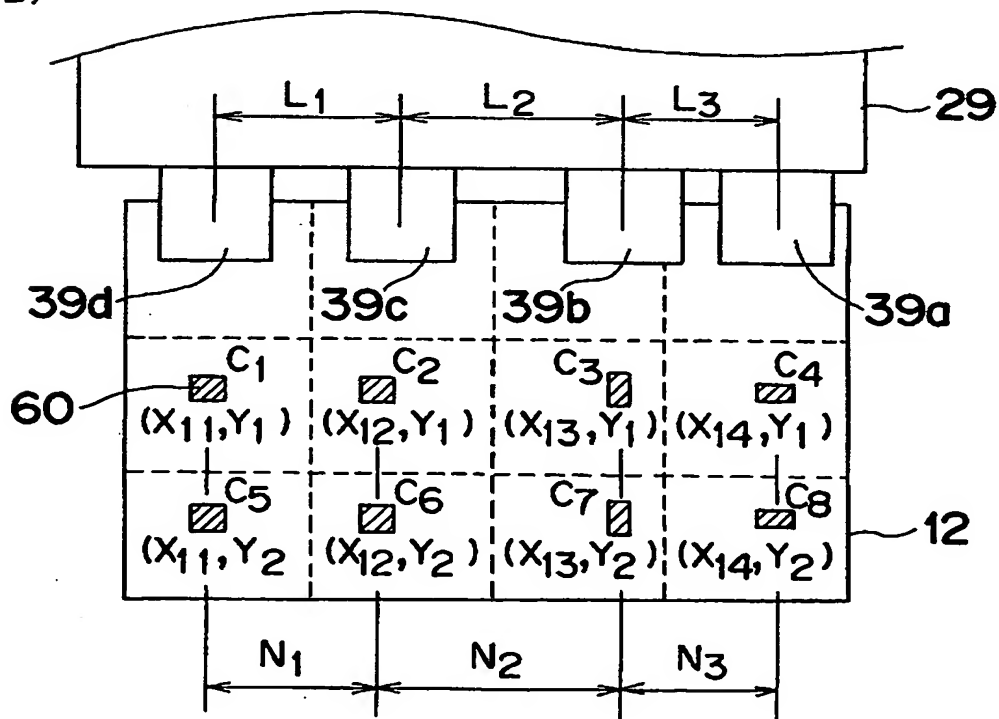 L1 L2 L3 29
39d 39c 39b 39a
C1 C2 C3 C4
60
(X11,Y1) (X12,Y1) (X13,Y1) (X14,Y1)
C5 C6 C7 C8
12
(X11,Y2) (X12,Y2) (X13,Y2) (X14,Y2)
N1 N2 N3